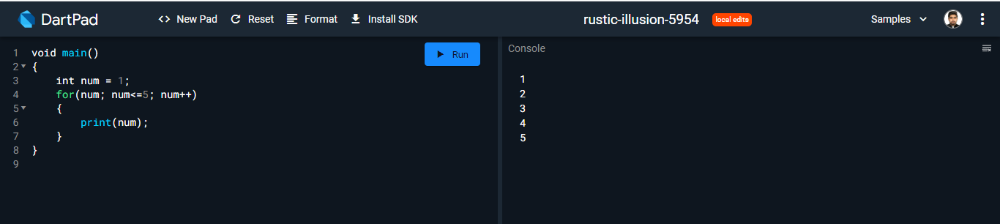 DartPad <> New Pad Reset Format Install SDK rustic-illusion-5954 local edits Samples
1 void main()
2 {
3     int num = 1;
4     for(num; num<=5; num++)
5     {
6         print(num);
7     }
8 }
9
Run
Console
1
2
3
4
5